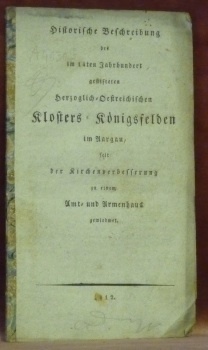 Historische Beschreibung
des
im 14ten Jahrhundert
gestifteten
Herzoglich-Oestreichischen
Klosters Königsfelden
im Aargau.
seit
der Kirchenverbesserung
zu einem
Amt- und Armenhaus
gewiedmet.